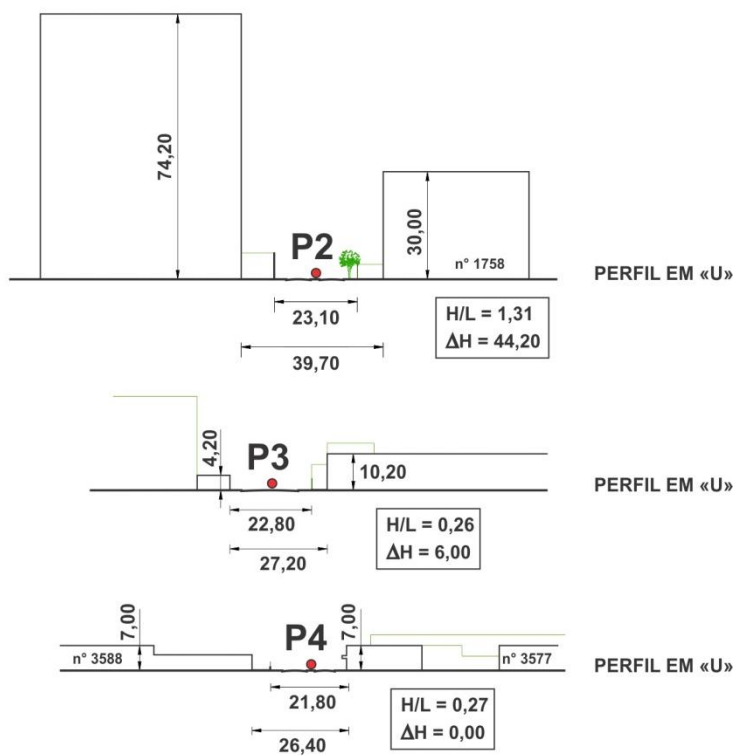 74,20
P2
30,00
n° 1758
PERFIL EM «U»
23,10
39,70
H/L = 1,31
ΔH = 44,20
4,20
P3
10,20
PERFIL EM «U»
22,80
27,20
H/L = 0,26
ΔH = 6,00
7,00
n° 3588
P4
7,00
n° 3577
PERFIL EM «U»
21,80
26,40
H/L = 0,27
ΔH = 0,00